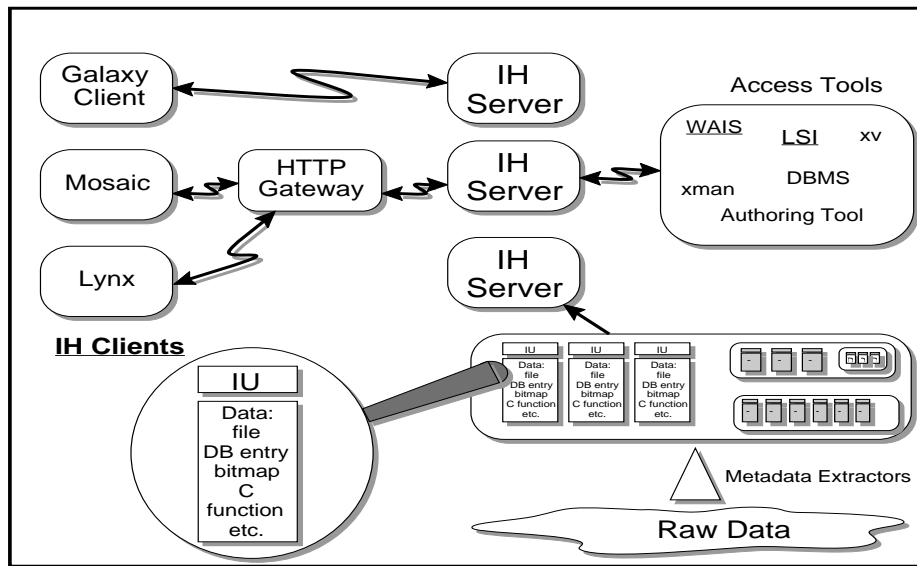 Galaxy
Client
IH
Server
Access Tools
WAIS
LSI
xv
Mosaic
HTTP
Gateway
IH
Server
xman
DBMS
Authoring Tool
Lynx
IH
Server
IH Clients
IU
Data:
file
DB entry
bitmap
C
function
etc.
IU
Data:
file
DB entry
bitmap
C function
etc.
IU
Data:
file
DB entry
bitmap
C function
etc.
IU
Data:
file
DB entry
bitmap
C function
etc.
Metadata Extractors
Raw Data